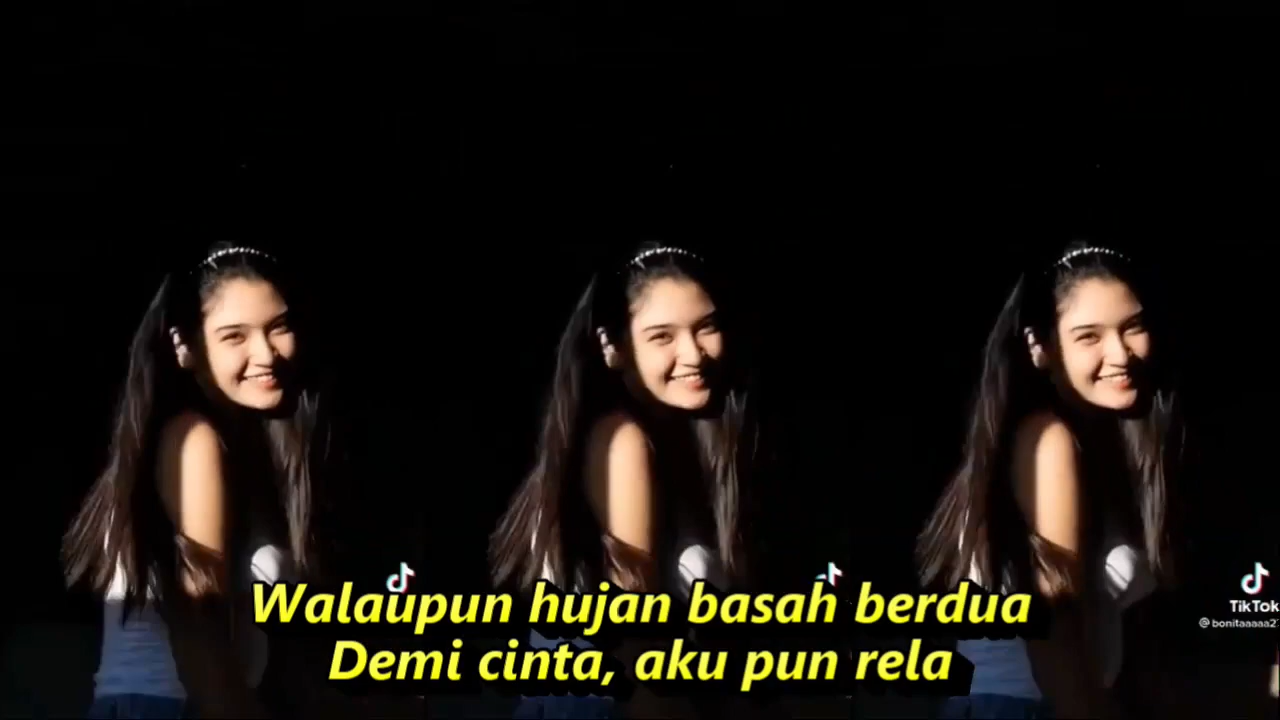 Walaupun hujan basah berdua
Demi cinta, aku pun rela
TikTok